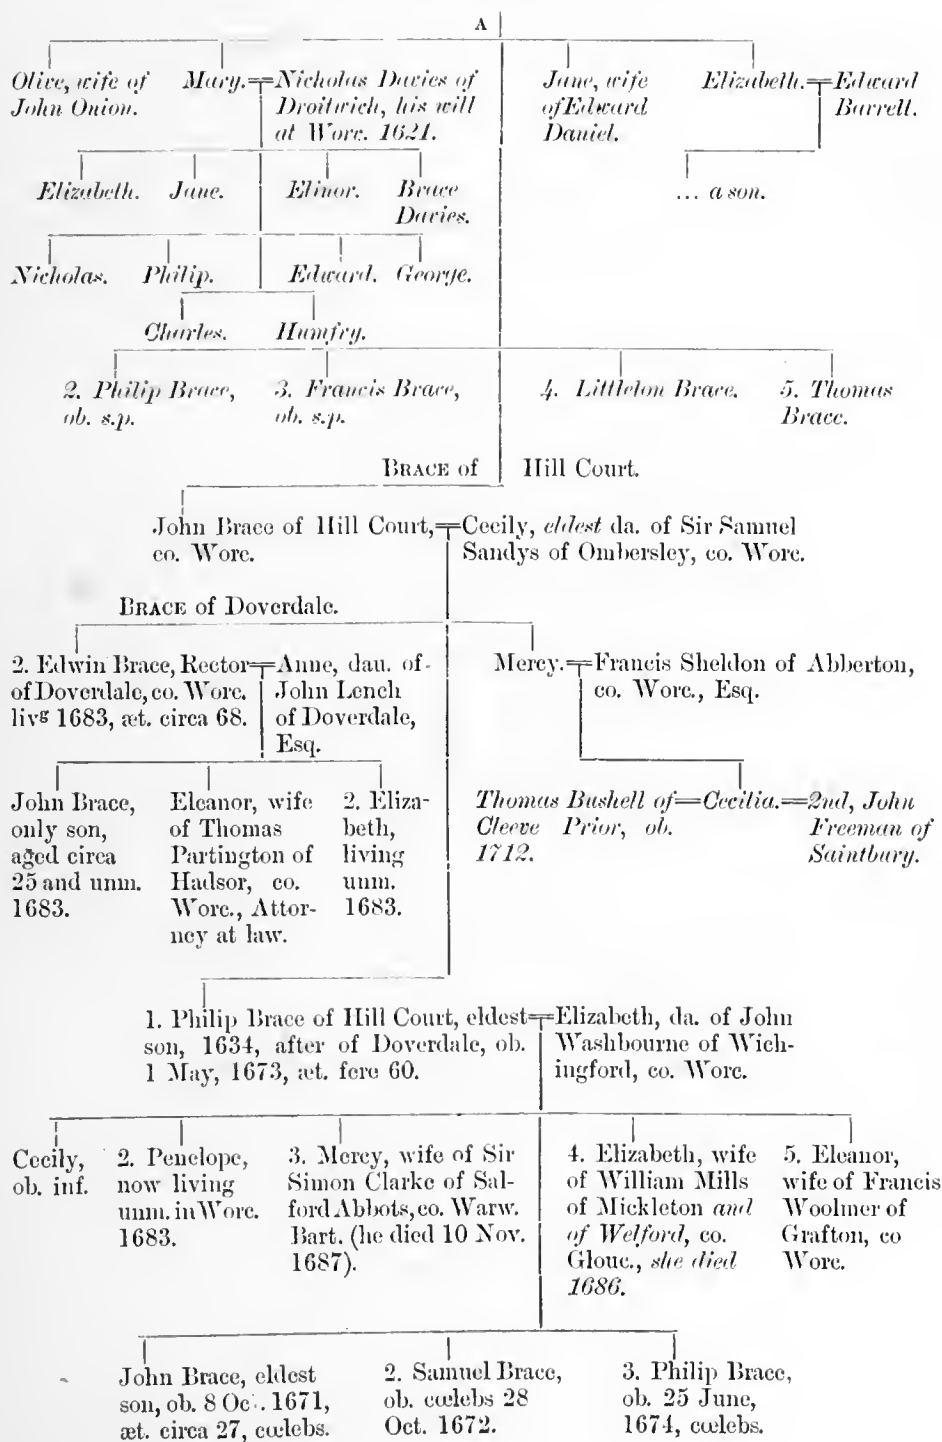 A
Olive, wife of
John Onion.
Mary.
Nicholas Davies of
Droitwich, his will
at Worc. 1621.
Jane, wife
of Edward
Daniel.
Elizabeth.
Edward
Barrell.
Elizabeth.
Jane.
Elinor.
Brace
Davies.
... a son.
Nicholas.
Philip.
Edward.
George.
Charles.
Humfry.
2. Philip Brace,
ob. s.p.
3. Francis Brace,
ob. s.p.
4. Littleton Brace.
5. Thomas
Brace.
BRACE of Hill Court.
John Brace of Hill Court,
co. Worc.
Cecily, eldest da. of Sir Samuel
Sandys of Ombersley, co. Worc.
BRACE of Doverdale.
2. Edwin Brace, Rector
of Doverdale, co. Worc.
livg 1683, æt. circa 68.
Anne, dau. of
John Lench
of Doverdale,
Esq.
Mercy.
Francis Sheldon of Abberton,
co. Worc., Esq.
John Brace,
only son,
aged circa
25 and unm.
1683.
Eleanor, wife
of Thomas
Partington of
Hadsor, co.
Worc., Attor-
ney at law.
2. Eliza-
beth,
living
unm.
1683.
Thomas Bushell of
Cleeve Prior, ob.
1712.
Cecilia.
2nd, John
Freeman of
Saintbury.
1. Philip Brace of Hill Court, eldest
son, 1634, after of Doverdale, ob.
1 May, 1673, æt. fere 60.
Elizabeth, da. of John
Washbourne of Wich-
ingford, co. Worc.
Cecily,
ob. inf.
2. Penelope,
now living
unm. in Worc.
1683.
3. Mercy, wife of Sir
Simon Clarke of Sal-
ford Abbots, co. Warw.
Bart. (he died 10 Nov.
1687).
4. Elizabeth, wife
of William Mills
of Mickleton and
of Welford, co.
Glouc., she died
1686.
5. Eleanor,
wife of Francis
Woolmer of
Grafton, co
Worc.
John Brace, eldest
son, ob. 8 Oc . 1671,
æt. circa 27, cœlebs.
2. Samuel Brace,
ob. cœlebs 28
Oct. 1672.
3. Philip Brace,
ob. 25 June,
1674, cœlebs.